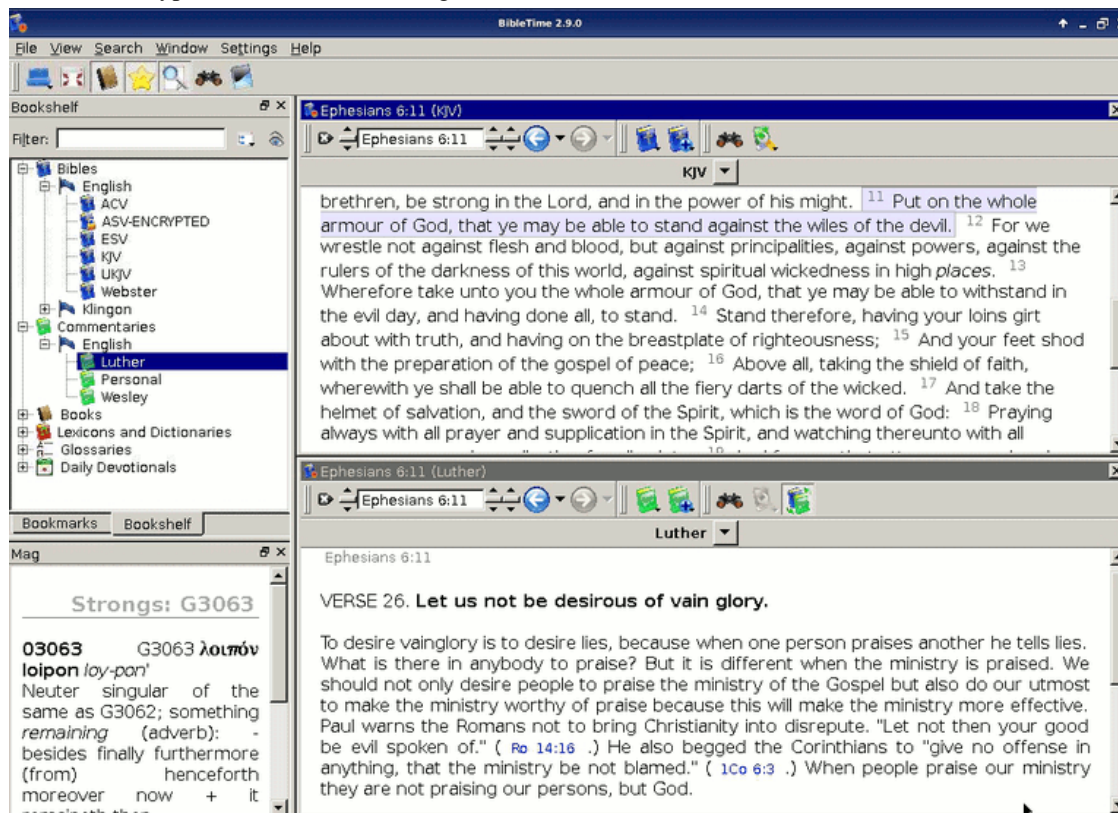 BibleTime 2.9.0
File View Search Window Settings Help
Bookshelf
Filter:
Bibles
English
ACV
ASV-ENCRYPTED
ESV
KJV
UKJV
Webster
Klingon
Commentaries
English
Luther
Personal
Wesley
Books
Lexicons and Dictionaries
Glossaries
Daily Devotionals
Bookmarks Bookshelf
Mag
Strongs: G3063
03063 G3063 λοιπόν
loipon loy-pon'
Neuter singular of the
same as G3062; something
remaining (adverb): -
besides finally furthermore
(from) henceforth
moreover now + it
remaineth then
Ephesians 6:11 (KJV)
Ephesians 6:11
KJV
brethren, be strong in the Lord, and in the power of his might. 11 Put on the whole
armour of God, that ye may be able to stand against the wiles of the devil. 12 For we
wrestle not against flesh and blood, but against principalities, against powers, against the
rulers of the darkness of this world, against spiritual wickedness in high places. 13
Wherefore take unto you the whole armour of God, that ye may be able to withstand in
the evil day, and having done all, to stand. 14 Stand therefore, having your loins girt
about with truth, and having on the breastplate of righteousness; 15 And your feet shod
with the preparation of the gospel of peace; 16 Above all, taking the shield of faith,
wherewith ye shall be able to quench all the fiery darts of the wicked. 17 And take the
helmet of salvation, and the sword of the Spirit, which is the word of God: 18 Praying
always with all prayer and supplication in the Spirit, and watching thereunto with all
Ephesians 6:11 (Luther)
Ephesians 6:11
Luther
Ephesians 6:11
VERSE 26. Let us not be desirous of vain glory.
To desire vainglory is to desire lies, because when one person praises another he tells lies.
What is there in anybody to praise? But it is different when the ministry is praised. We
should not only desire people to praise the ministry of the Gospel but also do our utmost
to make the ministry worthy of praise because this will make the ministry more effective.
Paul warns the Romans not to bring Christianity into disrepute. "Let not then your good
be evil spoken of." ( Ro 14:16 .) He also begged the Corinthians to "give no offense in
anything, that the ministry be not blamed." ( 1Co 6:3 .) When people praise our ministry
they are not praising our persons, but God.